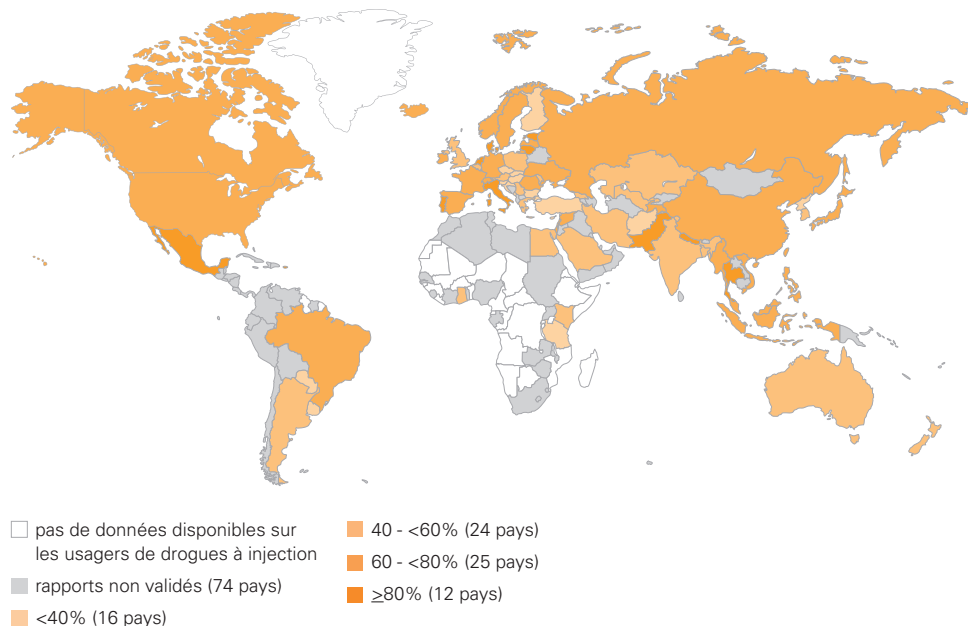 pas de données disponibles sur
les usagers de drogues à injection
rapports non validés (74 pays)
<40% (16 pays)
40 - <60% (24 pays)
60 - <80% (25 pays)
≥80% (12 pays)